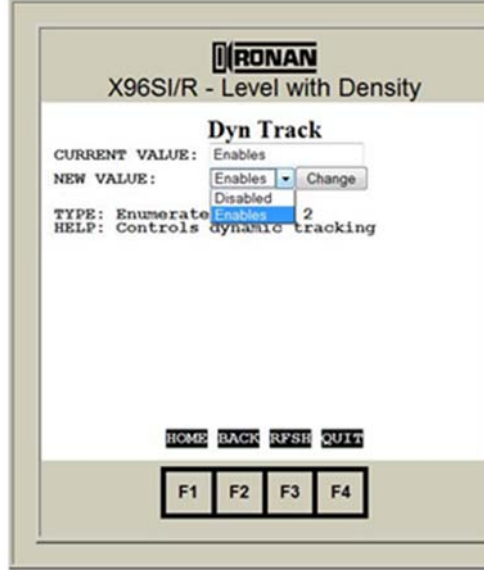 RONAN
X96SI/R - Level with Density
Dyn Track
CURRENT VALUE: Enables
NEW VALUE: Enables Change
Disabled
TYPE: Enumerate Enables 2
HELP: Controls dynamic tracking
HOME BACK RFSH QUIT
F1 F2 F3 F4